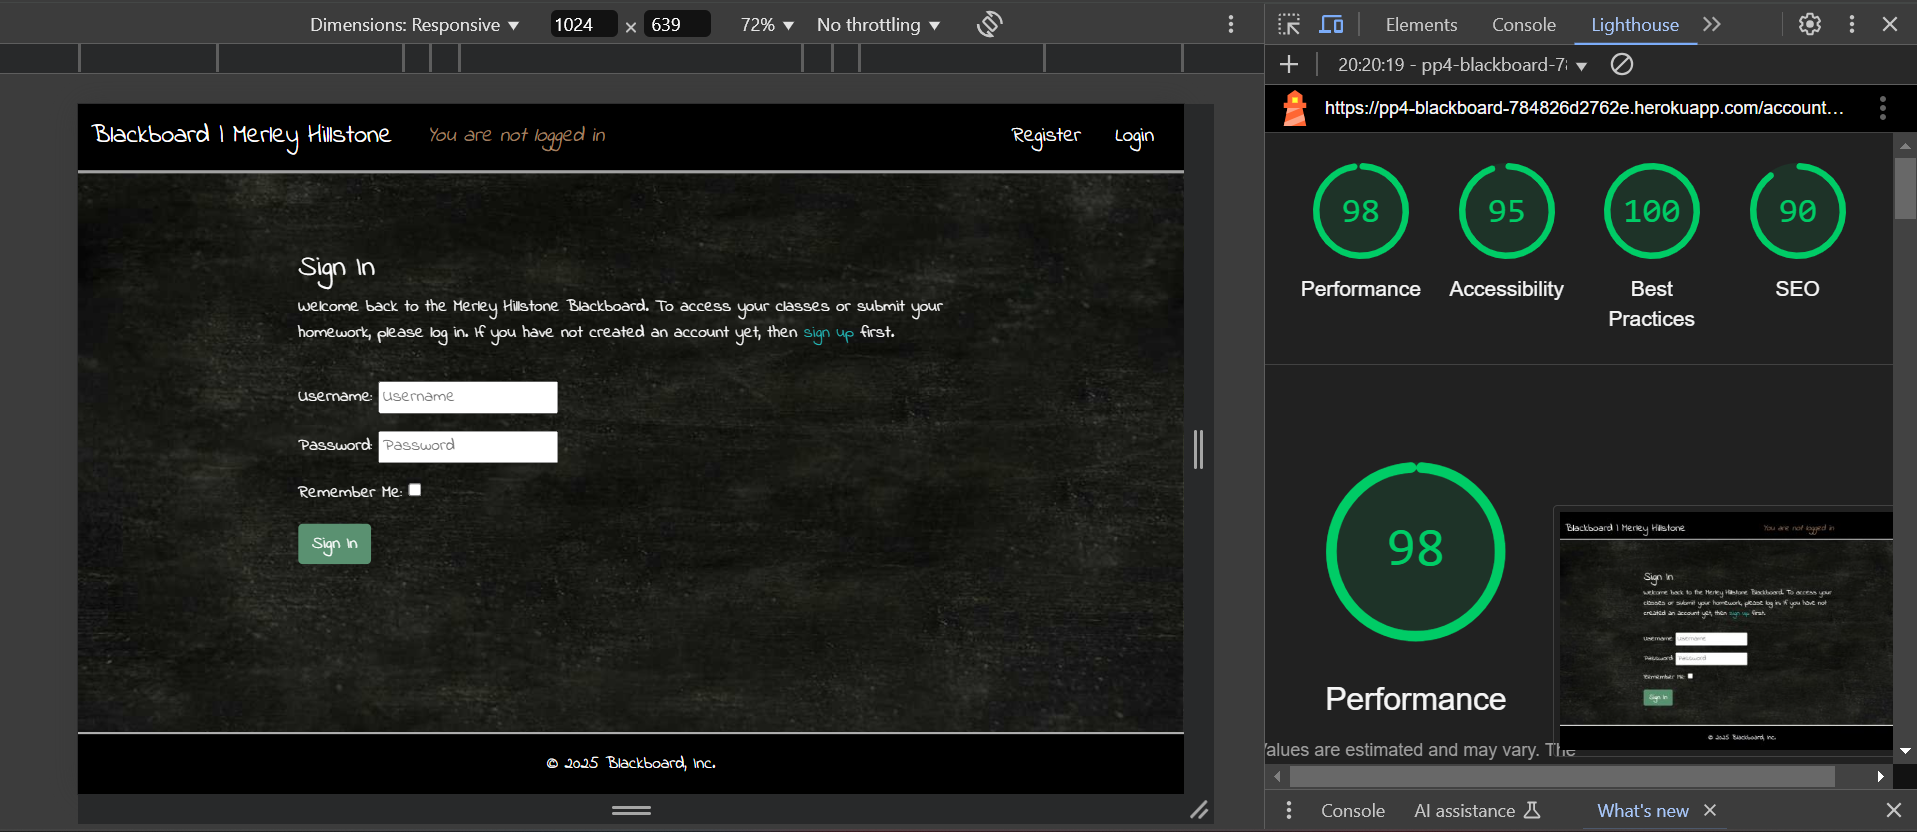 Dimensions: Responsive 1024 × 639 72% No throttling
Elements Console Lighthouse
20:20:19 - pp4-blackboard-78
https://pp4-blackboard-784826d2762e.herokuapp.com/account…
Blackboard | Merley Hillstone You are not logged in Register Login
Sign In
Welcome back to the Merley Hillstone Blackboard. To access your classes or submit your
homework, please log in. If you have not created an account yet, then sign up first.
Username: Username
Password: Password
Remember Me:
Sign In
© 2025 Blackboard, Inc.
98 95 100 90
Performance Accessibility Best Practices SEO
98
Performance
Values are estimated and may vary. The
Blackboard | Merley Hillstone You are not logged in
Sign In
Welcome back to the Merley Hillstone Blackboard. To access your
classes or submit your homework, please log in. If you have not
created an account yet, then sign up first.
Username: Username
Password: Password
Remember Me:
Sign In
© 2025 Blackboard, Inc.
Console AI assistance What's new